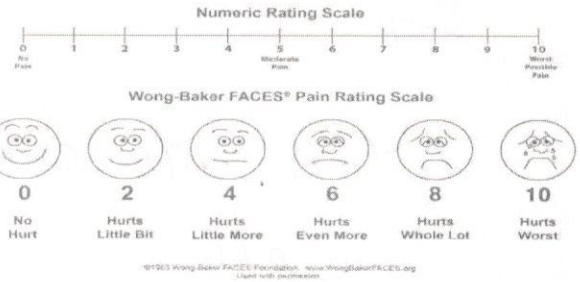 Numeric Rating Scale
0 1 2 3 4 5 6 7 8 9 10
No Pain Moderate Pain Worst Possible Pain
Wong-Baker FACES® Pain Rating Scale
0 2 4 6 8 10
No Hurts Hurts Hurts Hurts Hurts
Hurt Little Bit Little More Even More Whole Lot Worst
©1983 Wong-Baker FACES Foundation. www.WongBakerFACES.org
Used with permission.